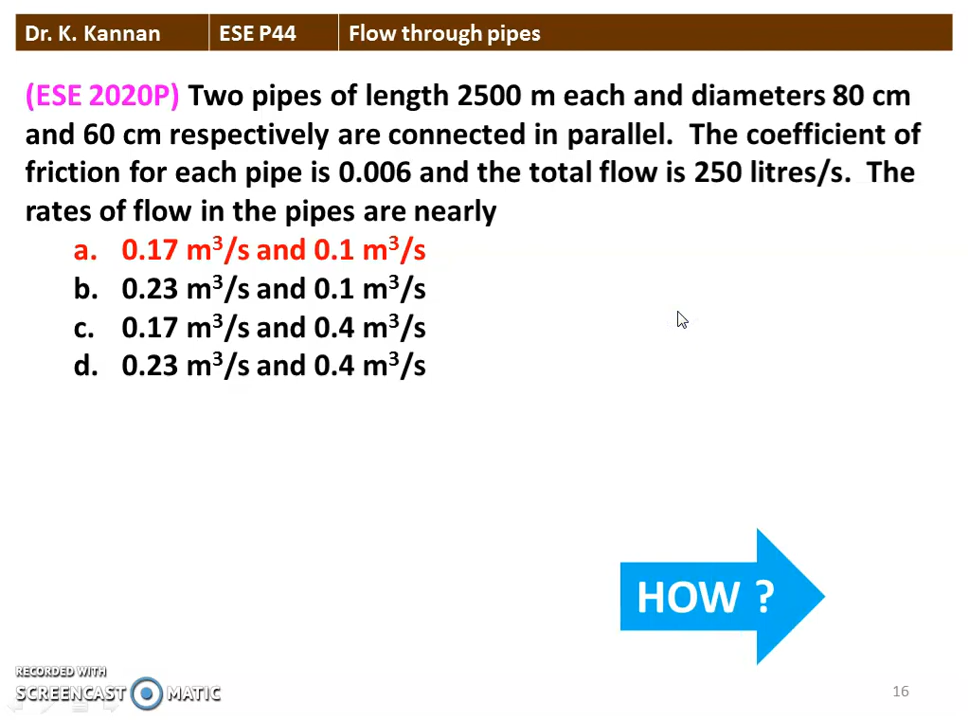 Dr. K. Kannan ESE P44 Flow through pipes
(ESE 2020P) Two pipes of length 2500 m each and diameters 80 cm
and 60 cm respectively are connected in parallel. The coefficient of
friction for each pipe is 0.006 and the total flow is 250 litres/s. The
rates of flow in the pipes are nearly
a. 0.17 m³/s and 0.1 m³/s
b. 0.23 m³/s and 0.1 m³/s
c. 0.17 m³/s and 0.4 m³/s
d. 0.23 m³/s and 0.4 m³/s
HOW ?
RECORDED WITH
SCREENCAST MATIC
16